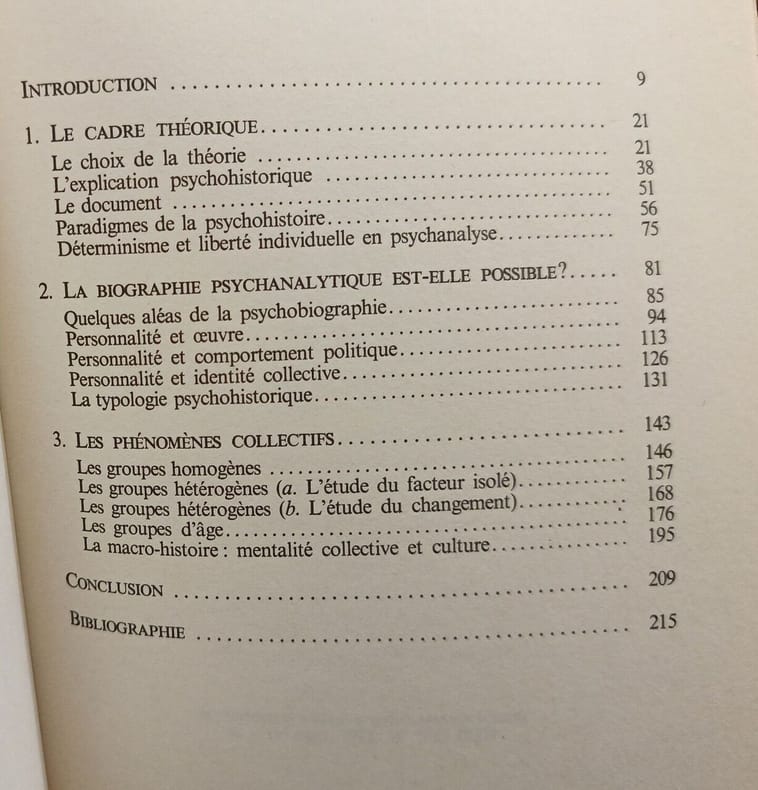 INTRODUCTION ........................................ 9
1. LE CADRE THÉORIQUE................................ 21
Le choix de la théorie ................................ 21
L'explication psychohistorique .......................... 38
Le document ........................................ 51
Paradigmes de la psychohistoire.......................... 56
Déterminisme et liberté individuelle en psychanalyse............. 75
2. LA BIOGRAPHIE PSYCHANALYTIQUE EST-ELLE POSSIBLE?..... 81
Quelques aléas de la psychobiographie..................... 85
Personnalité et œuvre.................................. 94
Personnalité et comportement politique..................... 113
Personnalité et identité collective.......................... 126
La typologie psychohistorique............................ 131
3. LES PHÉNOMÈNES COLLECTIFS.......................... 143
Les groupes homogènes ................................ 146
Les groupes hétérogènes (a. L'étude du facteur isolé)............ 157
Les groupes hétérogènes (b. L'étude du changement)............ 168
Les groupes d'âge..................................... 176
La macro-histoire : mentalité collective et culture............... 195
CONCLUSION ........................................ 209
BIBLIOGRAPHIE ...................................... 215